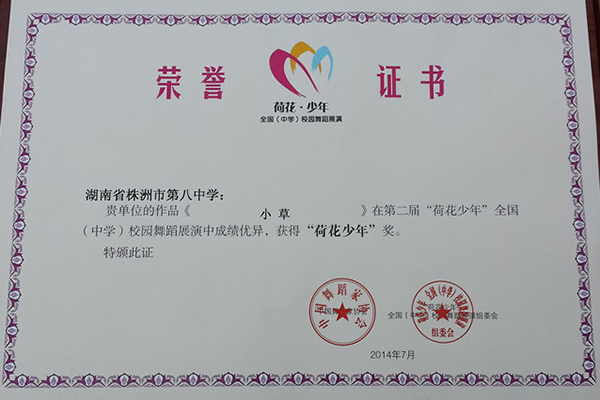 荣誉 证书
荷花·少年
全国（中学）校园舞蹈展演
湖南省株洲市第八中学：
贵单位的作品《 小草 》在第二届“荷花少年”全国
（中学）校园舞蹈展演中成绩优异，获得“荷花少年”奖。
特颁此证
中国舞蹈家协会
组委会
2014年7月